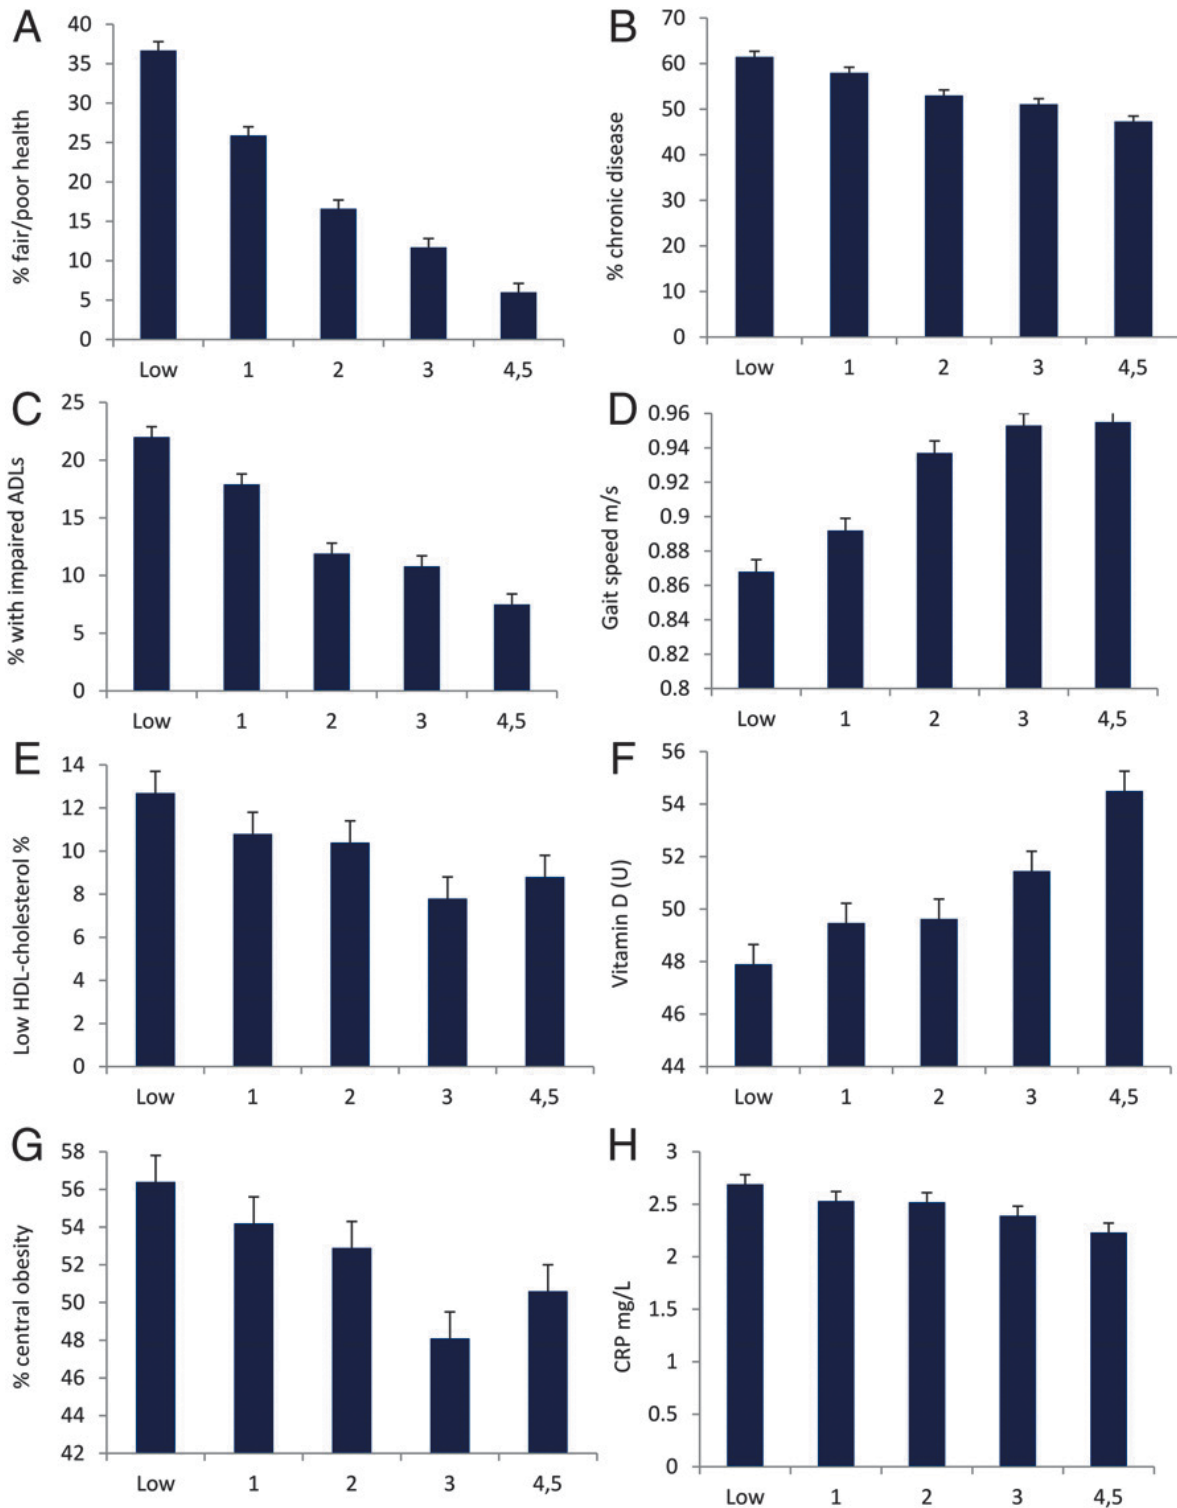 A
% fair/poor health
40
35
30
25
20
15
10
5
0
Low 1 2 3 4,5
B
% chronic disease
70
60
50
40
30
20
10
0
Low 1 2 3 4,5
C
% with impaired ADLs
25
20
15
10
5
0
Low 1 2 3 4,5
D
Gait speed m/s
0.96
0.94
0.92
0.9
0.88
0.86
0.84
0.82
0.8
Low 1 2 3 4,5
E
Low HDL-cholesterol %
14
12
10
8
6
4
2
0
Low 1 2 3 4,5
F
Vitamin D (U)
56
54
52
50
48
46
44
Low 1 2 3 4,5
G
% central obesity
58
56
54
52
50
48
46
44
42
Low 1 2 3 4,5
H
CRP mg/L
3
2.5
2
1.5
1
0.5
0
Low 1 2 3 4,5